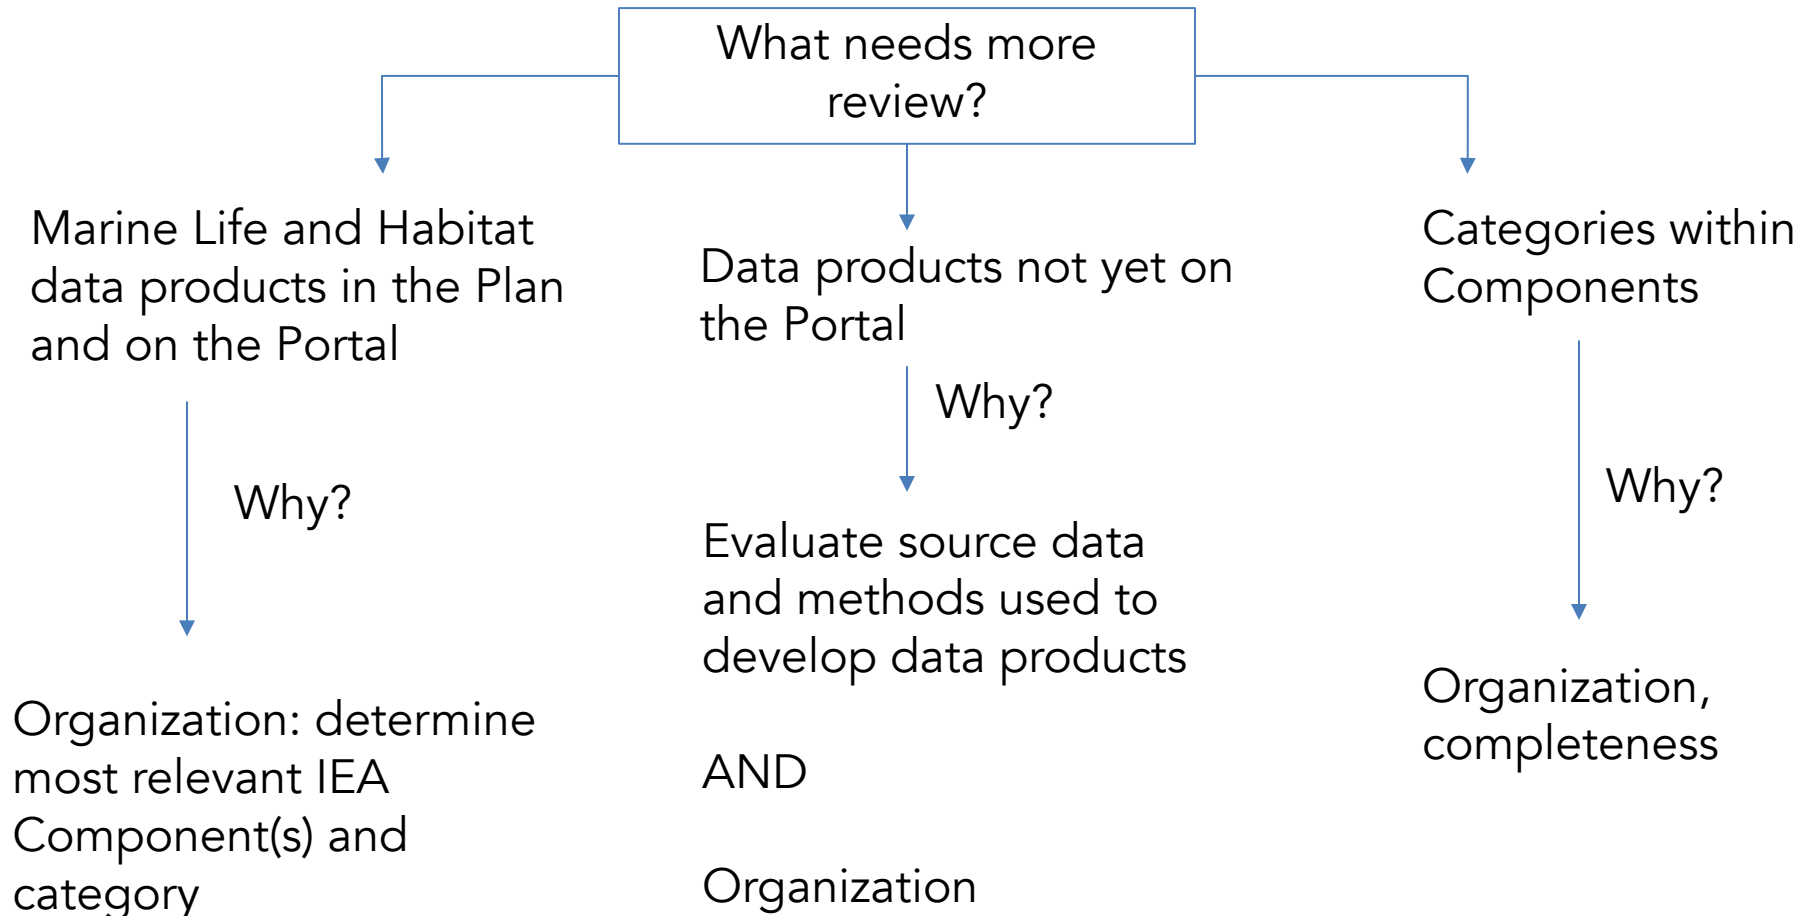 What needs more
review?
Marine Life and Habitat
data products in the Plan
and on the Portal
Why?
Organization: determine
most relevant IEA
Component(s) and
category
Data products not yet on
the Portal
Why?
Evaluate source data
and methods used to
develop data products
AND
Organization
Categories within
Components
Why?
Organization,
completeness